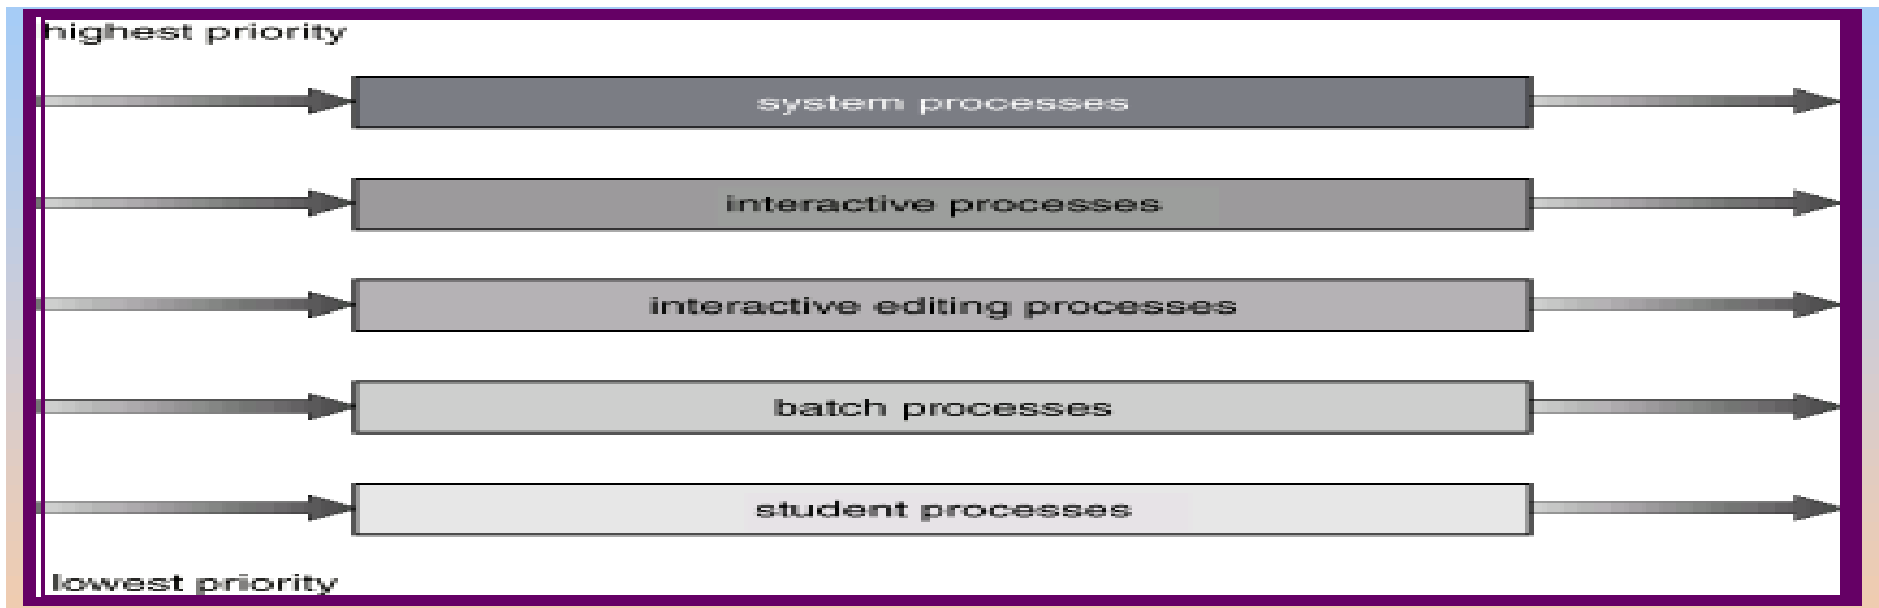 highest priority
system processes
interactive processes
interactive editing processes
batch processes
student processes
lowest priority